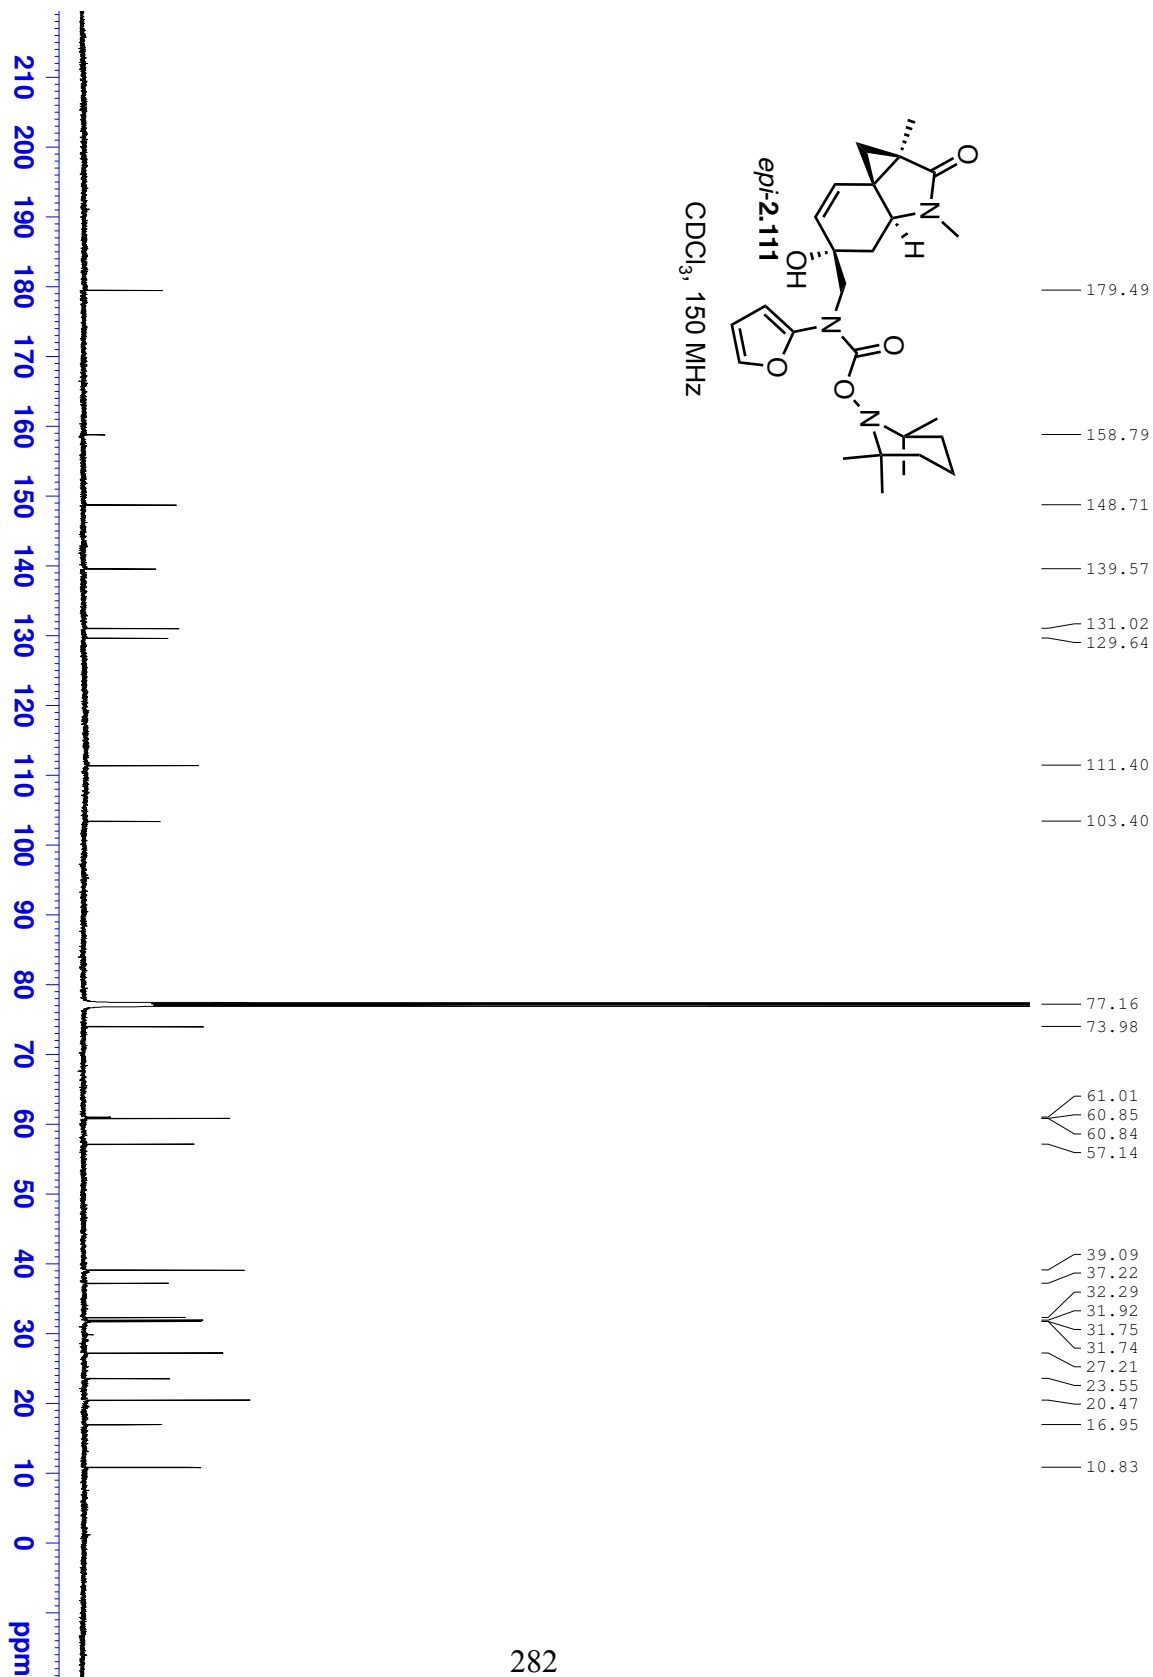 O
N
H
OH
N
O
O
O
N
epi-2.111
CDCl3, 150 MHz
179.49
158.79
148.71
139.57
131.02
129.64
111.40
103.40
77.16
73.98
61.01
60.85
60.84
57.14
39.09
37.22
32.29
31.92
31.75
31.74
27.21
23.55
20.47
16.95
10.83
210 200 190 180 170 160 150 140 130 120 110 100 90 80 70 60 50 40 30 20 10 0 ppm
282